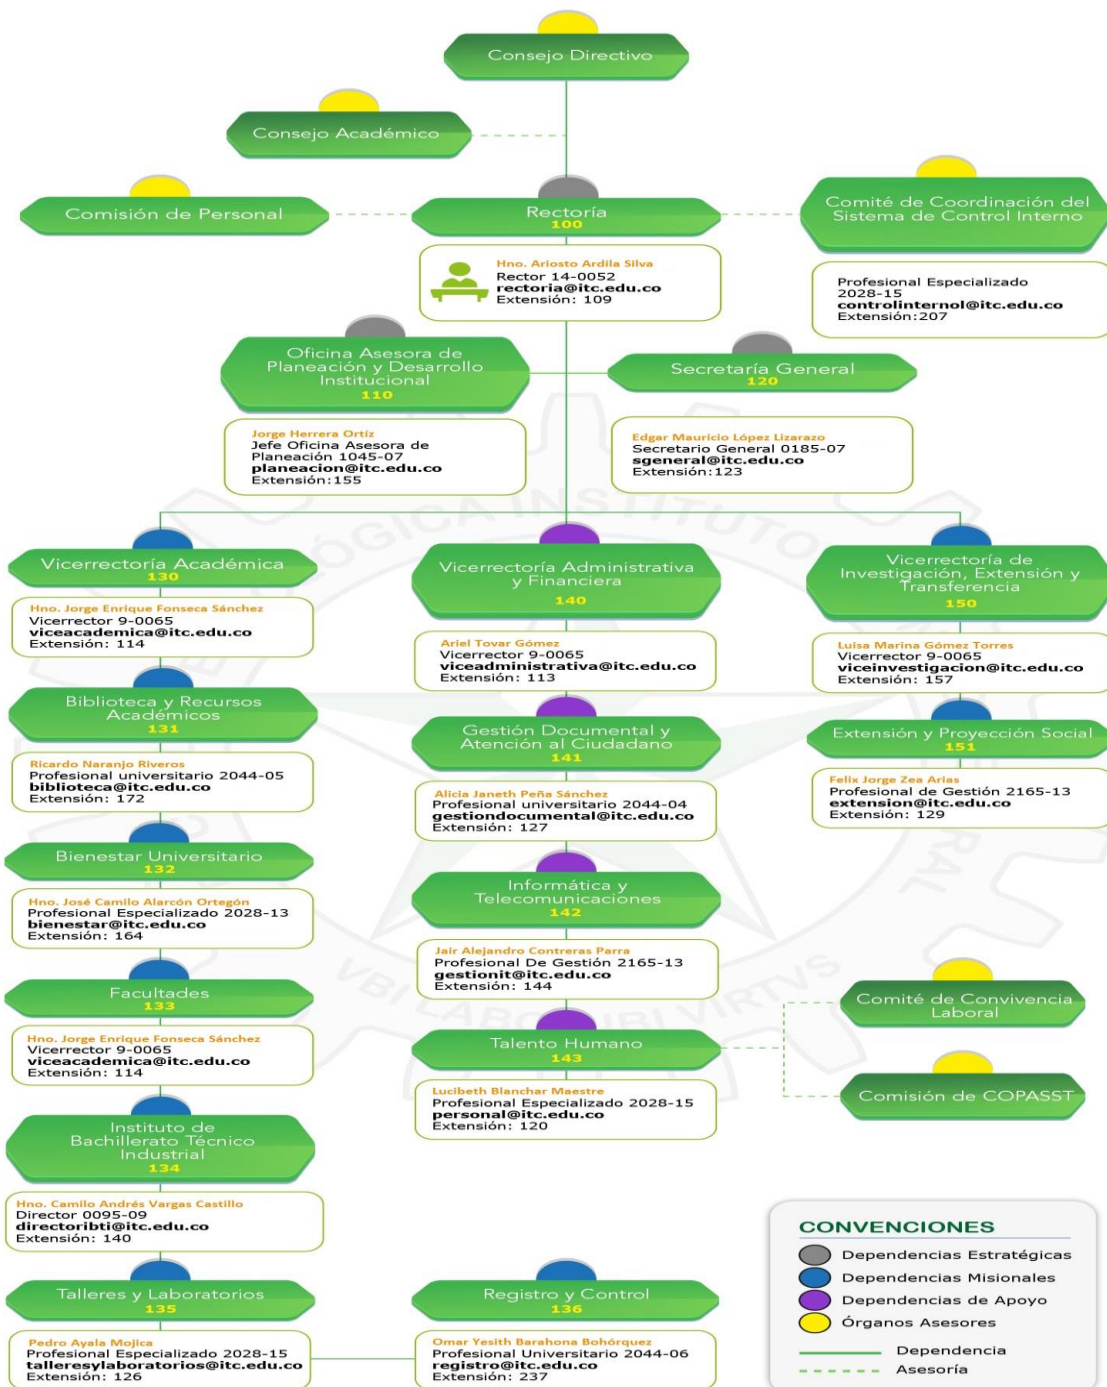 Consejo Directivo
Consejo Académico
Comisión de Personal
Rectoría
100
Comité de Coordinación del
Sistema de Control Interno
Hno. Ariosto Ardila Silva
Rector 14-0052
rectoria@itc.edu.co
Extensión: 109
Profesional Especializado
2028-15
controlinternol@itc.edu.co
Extensión:207
Oficina Asesora de
Planeación y Desarrollo
Institucional
110
Secretaría General
120
Jorge Herrera Ortíz
Jefe Oficina Asesora de
Planeación 1045-07
planeacion@itc.edu.co
Extensión:155
Edgar Mauricio López Lizarazo
Secretario General 0185-07
sgeneral@itc.edu.co
Extensión:123
Vicerrectoría Académica
130
Hno. Jorge Enrique Fonseca Sánchez
Vicerrector 9-0065
viceacademica@itc.edu.co
Extensión: 114
Biblioteca y Recursos
Académicos
131
Ricardo Naranjo Riveros
Profesional universitario 2044-05
biblioteca@itc.edu.co
Extensión: 172
Bienestar Universitario
132
Hno. José Camilo Alarcón Ortegón
Profesional Especializado 2028-13
bienestar@itc.edu.co
Extensión: 164
Facultades
133
Hno. Jorge Enrique Fonseca Sánchez
Vicerrector 9-0065
viceacademica@itc.edu.co
Extensión: 114
Instituto de
Bachillerato Técnico
Industrial
134
Hno. Camilo Andrés Vargas Castillo
Director 0095-09
directoribti@itc.edu.co
Extensión: 140
Talleres y Laboratorios
135
Pedro Ayala Mojica
Profesional Especializado 2028-15
talleresylaboratorios@itc.edu.co
Extensión: 126
Registro y Control
136
Omar Yesith Barahona Bohórquez
Profesional Universitario 2044-06
registro@itc.edu.co
Extensión: 237
Vicerrectoría Administrativa
y Financiera
140
Ariel Tovar Gómez
Vicerrector 9-0065
viceadministrativa@itc.edu.co
Extensión: 113
Gestión Documental y
Atención al Ciudadano
141
Alicia Janeth Peña Sánchez
Profesional universitario 2044-04
gestiondocumental@itc.edu.co
Extensión: 127
Informática y
Telecomunicaciones
142
Jair Alejandro Contreras Parra
Profesional De Gestión 2165-13
gestionit@itc.edu.co
Extensión: 144
Talento Humano
143
Lucibeth Blanchar Maestre
Profesional Especializado 2028-15
personal@itc.edu.co
Extensión: 120
Vicerrectoría de
Investigación, Extensión y
Transferencia
150
Luisa Marina Gómez Torres
Vicerrector 9-0065
viceinvestigacion@itc.edu.co
Extensión: 157
Extensión y Proyección Social
151
Felix Jorge Zea Arias
Profesional de Gestión 2165-13
extension@itc.edu.co
Extensión: 129
Comité de Convivencia
Laboral
Comisión de COPASST
CONVENCIONES
Dependencias Estratégicas
Dependencias Misionales
Dependencias de Apoyo
Órganos Asesores
Dependencia
Asesoría